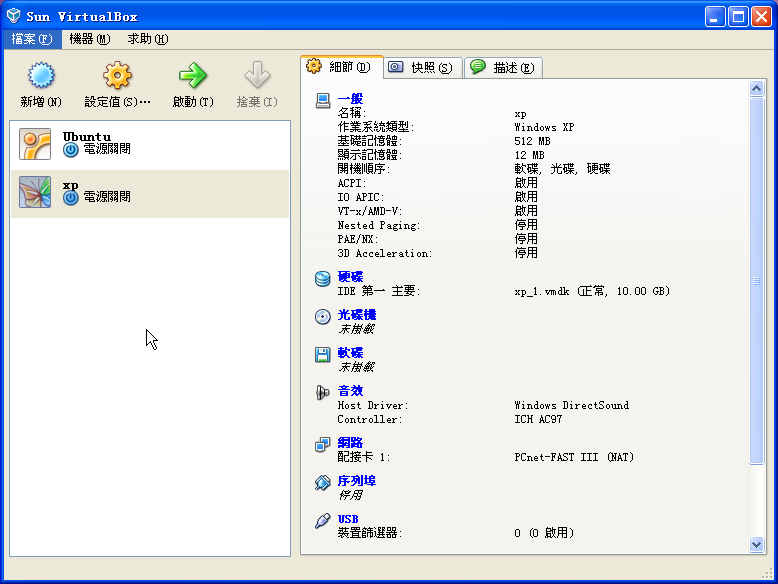 Sun VirtualBox
檔案(F) 機器(M) 求助(H)
新增(N) 設定值(S)... 啟動(T) 捨棄(I)
細節(D) 快照(S) 描述(E)
Ubuntu
電源關閉
xp
電源關閉
一般
名稱: xp
作業系統類型: Windows XP
基礎記憶體: 512 MB
顯示記憶體: 12 MB
開機順序: 軟碟, 光碟, 硬碟
ACPI: 啟用
IO APIC: 啟用
VT-x/AMD-V: 啟用
Nested Paging: 停用
PAE/NX: 停用
3D Acceleration: 停用
硬碟
IDE 第一 主要: xp_1.vmdk (正常, 10.00 GB)
光碟機
未掛載
軟碟
未掛載
音效
Host Driver: Windows DirectSound
Controller: ICH AC97
網路
配接卡 1: PCnet-FAST III (NAT)
序列埠
停用
USB
裝置篩選器: 0 (0 啟用)